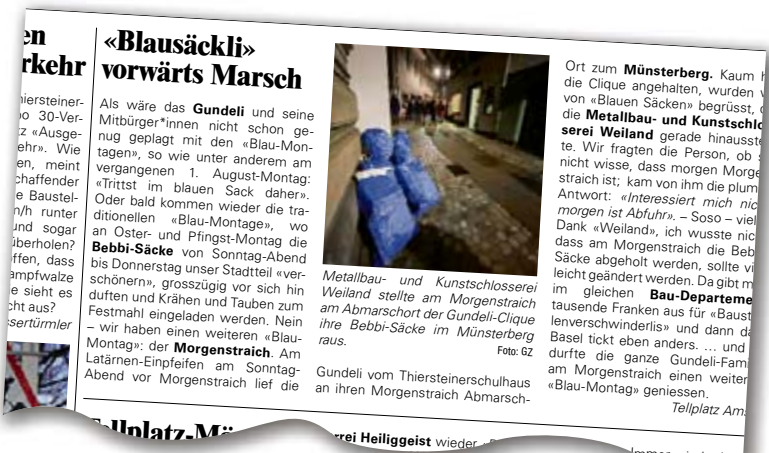 en
rkehr
hiersteiner-
oo 30-Ver-
tz «Ausge-
ehr». Wie
en, meint
chaffender
e Baustel-
m/h runter
und sogar
überholen?
ffen, dass
ampfwalze
e sieht es
cht aus?
ssertürmler
«Blausäckli»
vorwärts Marsch
Als wäre das Gundeli und seine
Mitbürger*innen nicht schon ge-
nug geplagt mit den «Blau-Mon-
tagen», so wie unter anderem am
vergangenen 1. August-Montag:
«Trittst im blauen Sack daher».
Oder bald kommen wieder die tra-
ditionellen «Blau-Montage», wo
an Oster- und Pfingst-Montag die
Bebbi-Säcke von Sonntag-Abend
bis Donnerstag unser Stadtteil «ver-
schönern», grosszügig vor sich hin
duften und Krähen und Tauben zum
Festmahl eingeladen werden. Nein
– wir haben einen weiteren «Blau-
Montag»: der Morgenstraich. Am
Latärnen-Einpfeifen am Sonntag-
Abend vor Morgenstraich lief die
Metallbau- und Kunstschlosserei
Weiland stellte am Morgenstraich
am Abmarschort der Gundeli-Clique
ihre Bebbi-Säcke im Münsterberg
raus.
Foto: GZ
Gundeli vom Thiersteinerschulhaus
an ihren Morgenstraich Abmarsch-
Ort zum Münsterberg. Kaum h
die Clique angehalten, wurden
von «Blauen Säcken» begrüsst,
die Metallbau- und Kunstschlo
serei Weiland gerade hinausste
te. Wir fragten die Person, ob
nicht wisse, dass morgen Morge
straich ist; kam von ihm die plum
Antwort: «Interessiert mich nic
morgen ist Abfuhr». – Soso – viel
Dank «Weiland», ich wusste nic
dass am Morgenstraich die Beb
Säcke abgeholt werden, sollte vi
leicht geändert werden. Da gibt m
im gleichen Bau-Departeme
tausende Franken aus für «Baust
lenverschwinderlis» und dann da
Basel tickt eben anders. ... und
durfte die ganze Gundeli-Fami
am Morgenstraich einen weiter
«Blau-Montag» geniessen.
Tellplatz Am
Tellplatz-Mä
rrei Heiliggeist wieder